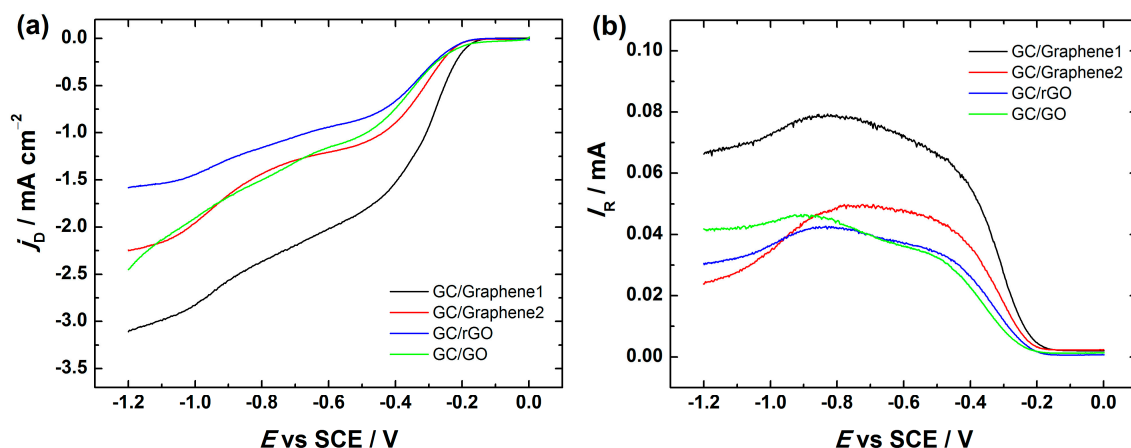 (a)
0.0
-0.5
-1.0
-1.5
-2.0
-2.5
-3.0
-3.5
j_D / mA cm⁻²
GC/Graphene1
GC/Graphene2
GC/rGO
GC/GO
-1.2 -1.0 -0.8 -0.6 -0.4 -0.2 0.0
E vs SCE / V
(b)
0.10
0.08
0.06
0.04
0.02
0.00
I_R / mA
GC/Graphene1
GC/Graphene2
GC/rGO
GC/GO
-1.2 -1.0 -0.8 -0.6 -0.4 -0.2 0.0
E vs SCE / V